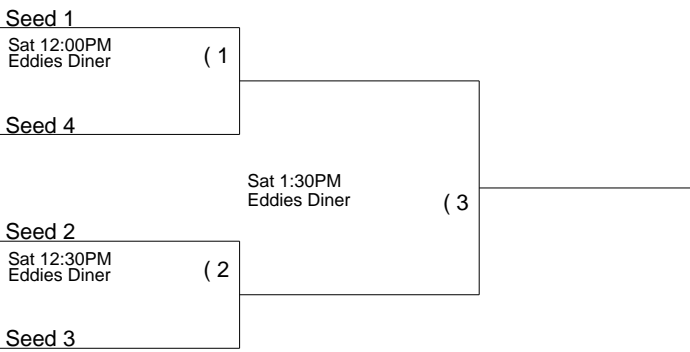 Seed 1
Sat 12:00PM
Eddies Diner
( 1
Seed 4
Sat 1:30PM
Eddies Diner
( 3
Seed 2
Sat 12:30PM
Eddies Diner
( 2
Seed 3